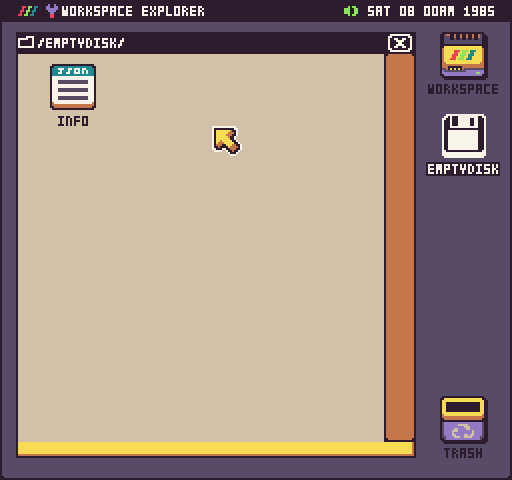 WORKSPACE EXPLORER
SAT 08 00AM 1985
/EMPTYDISK/
JSON
INFO
WORKSPACE
EMPTYDISK
TRASH